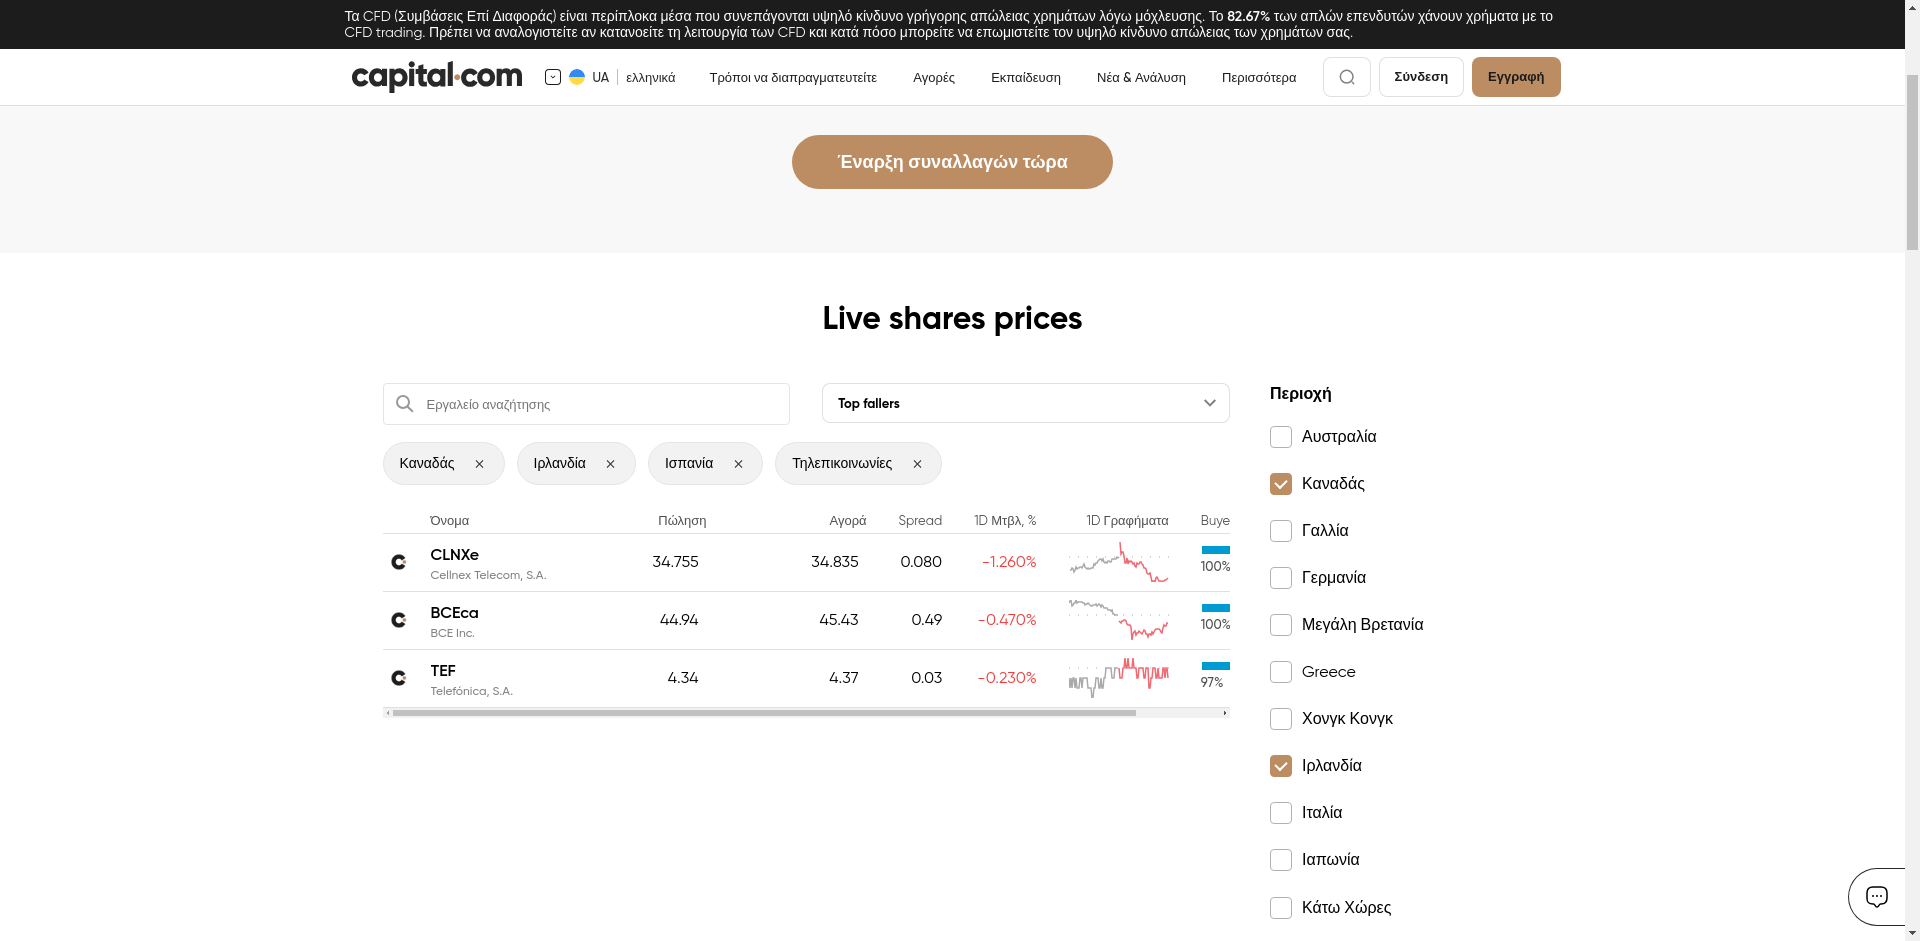 Τα CFD (Συμβάσεις Επί Διαφοράς) είναι περίπλοκα μέσα που συνεπάγονται υψηλό κίνδυνο γρήγορης απώλειας χρημάτων λόγω μόχλευσης. Το 82.67% των απλών επενδυτών χάνουν χρήματα με το
CFD trading. Πρέπει να αναλογιστείτε αν κατανοείτε τη λειτουργία των CFD και κατά πόσο μπορείτε να επωμιστείτε τον υψηλό κίνδυνο απώλειας των χρημάτων σας.
capital.com UA ελληνικά Τρόποι να διαπραγματευτείτε Αγορές Εκπαίδευση Νέα & Ανάλυση Περισσότερα Σύνδεση Εγγραφή
Έναρξη συναλλαγών τώρα
Live shares prices
Εργαλείο αναζήτησης Top fallers
Καναδάς Ιρλανδία Ισπανία Τηλεπικοινωνίες
Όνομα Πώληση Αγορά Spread 1D Μτβλ, % 1D Γραφήματα Buye
CLNXe 34.755 34.835 0.080 -1.260% 100%
Cellnex Telecom, S.A.
BCEca 44.94 45.43 0.49 -0.470% 100%
BCE Inc.
TEF 4.34 4.37 0.03 -0.230% 97%
Telefónica, S.A.
Περιοχή
Αυστραλία
Καναδάς
Γαλλία
Γερμανία
Μεγάλη Βρετανία
Greece
Χονγκ Κονγκ
Ιρλανδία
Ιταλία
Ιαπωνία
Κάτω Χώρες